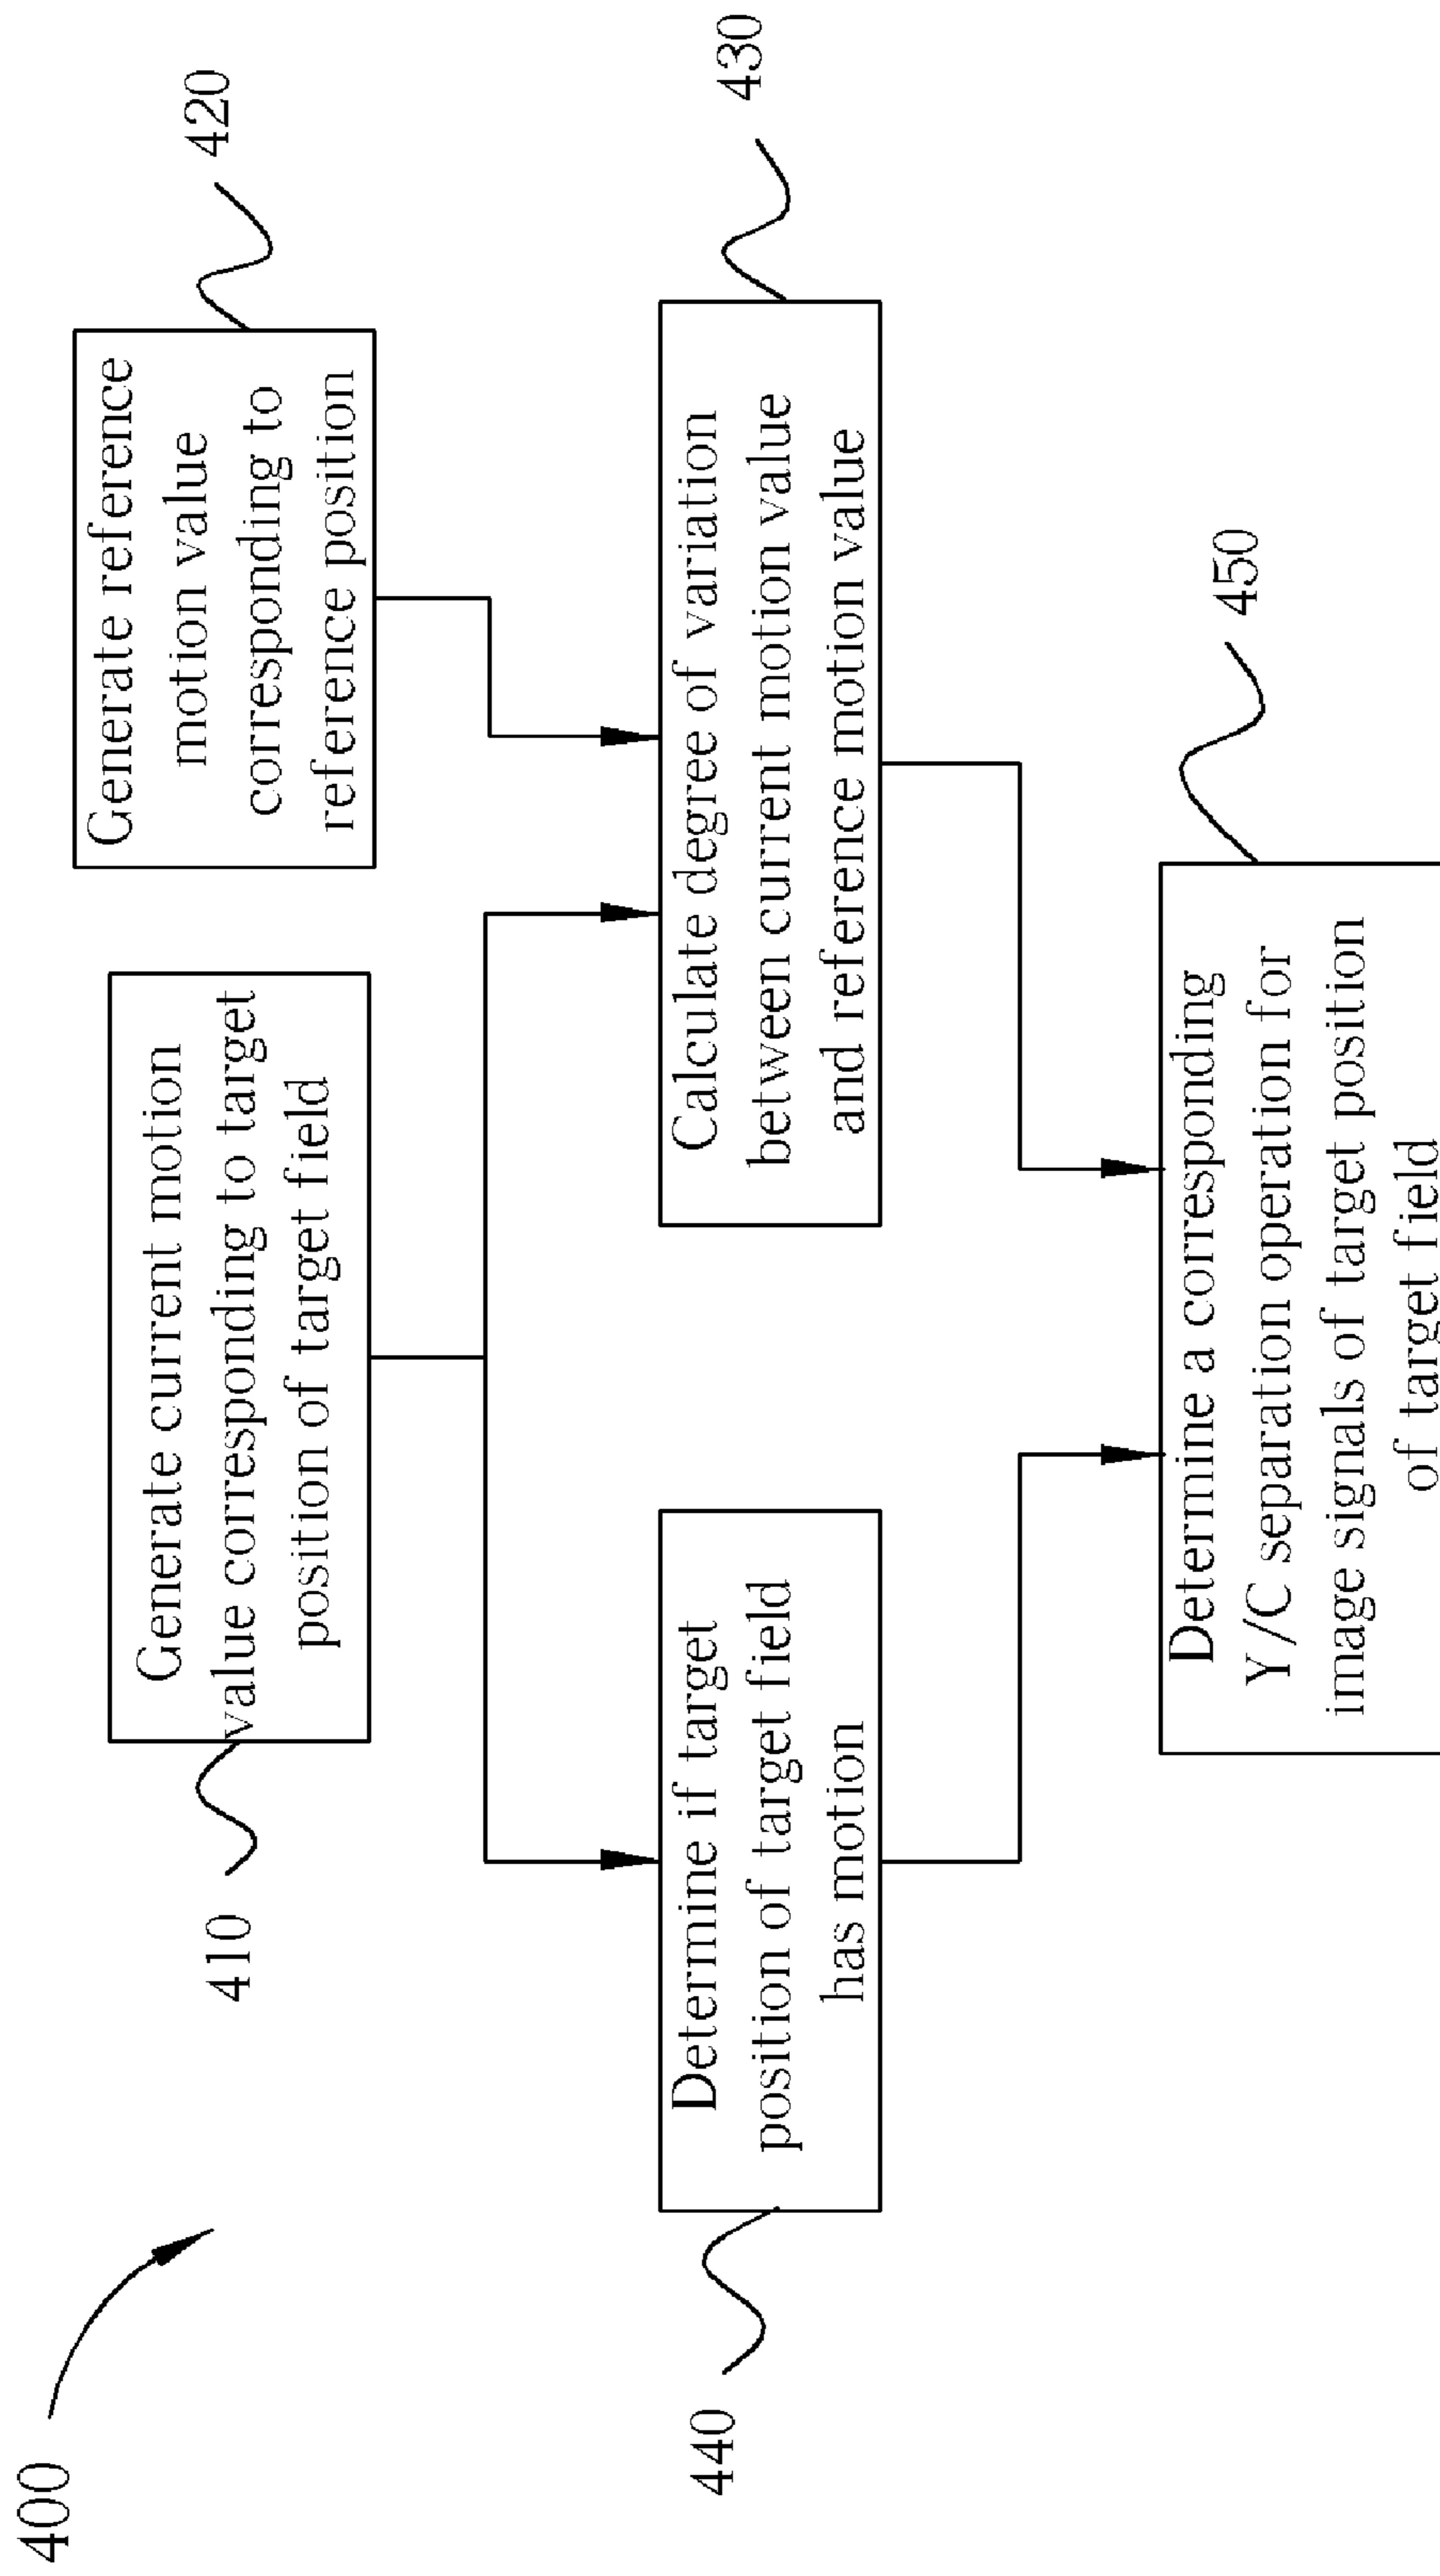 400
410
Generate current motion
value corresponding to target
position of target field
Generate reference
motion value
corresponding to
reference position
420
440
Determine if target
position of target field
has motion
Calculate degree of variation
between current motion value
and reference motion value
430
Determine a corresponding
Y/C separation operation for
image signals of target position
of target field
450